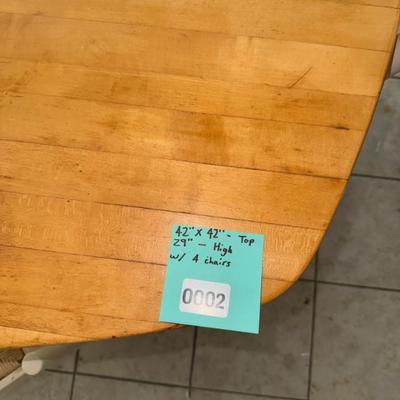 42" X 42" - Top
29" - High
w/ 4 chairs
0002